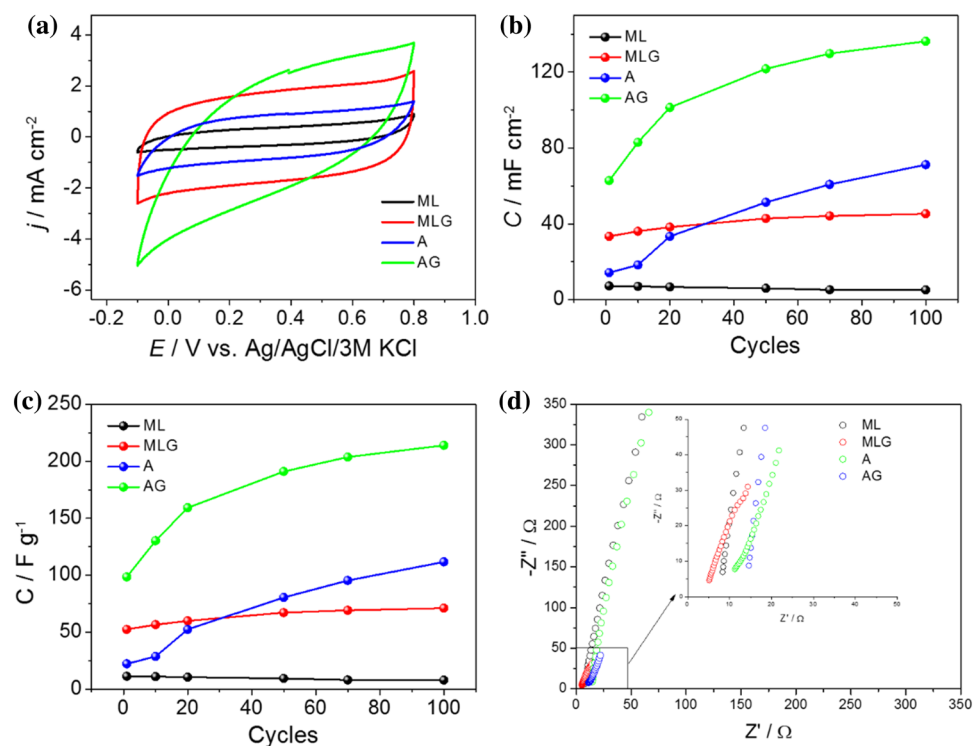 (a)
4
2
0
-2
-4
-6
j / mA cm⁻²
ML
MLG
A
AG
-0.2 0.0 0.2 0.4 0.6 0.8 1.0
E / V vs. Ag/AgCl/3M KCl
(b)
120
80
40
0
C / mF cm⁻²
ML
MLG
A
AG
0 20 40 60 80 100
Cycles
(c)
250
200
150
100
50
0
C / F g⁻¹
ML
MLG
A
AG
0 20 40 60 80 100
Cycles
(d)
350
300
250
200
150
100
50
0
-Z'' / Ω
50
40
30
20
10
0
-Z'' / Ω
0 10 20 30 40 50
Z' / Ω
ML
MLG
A
AG
0 50 100 150 200 250 300 350
Z' / Ω